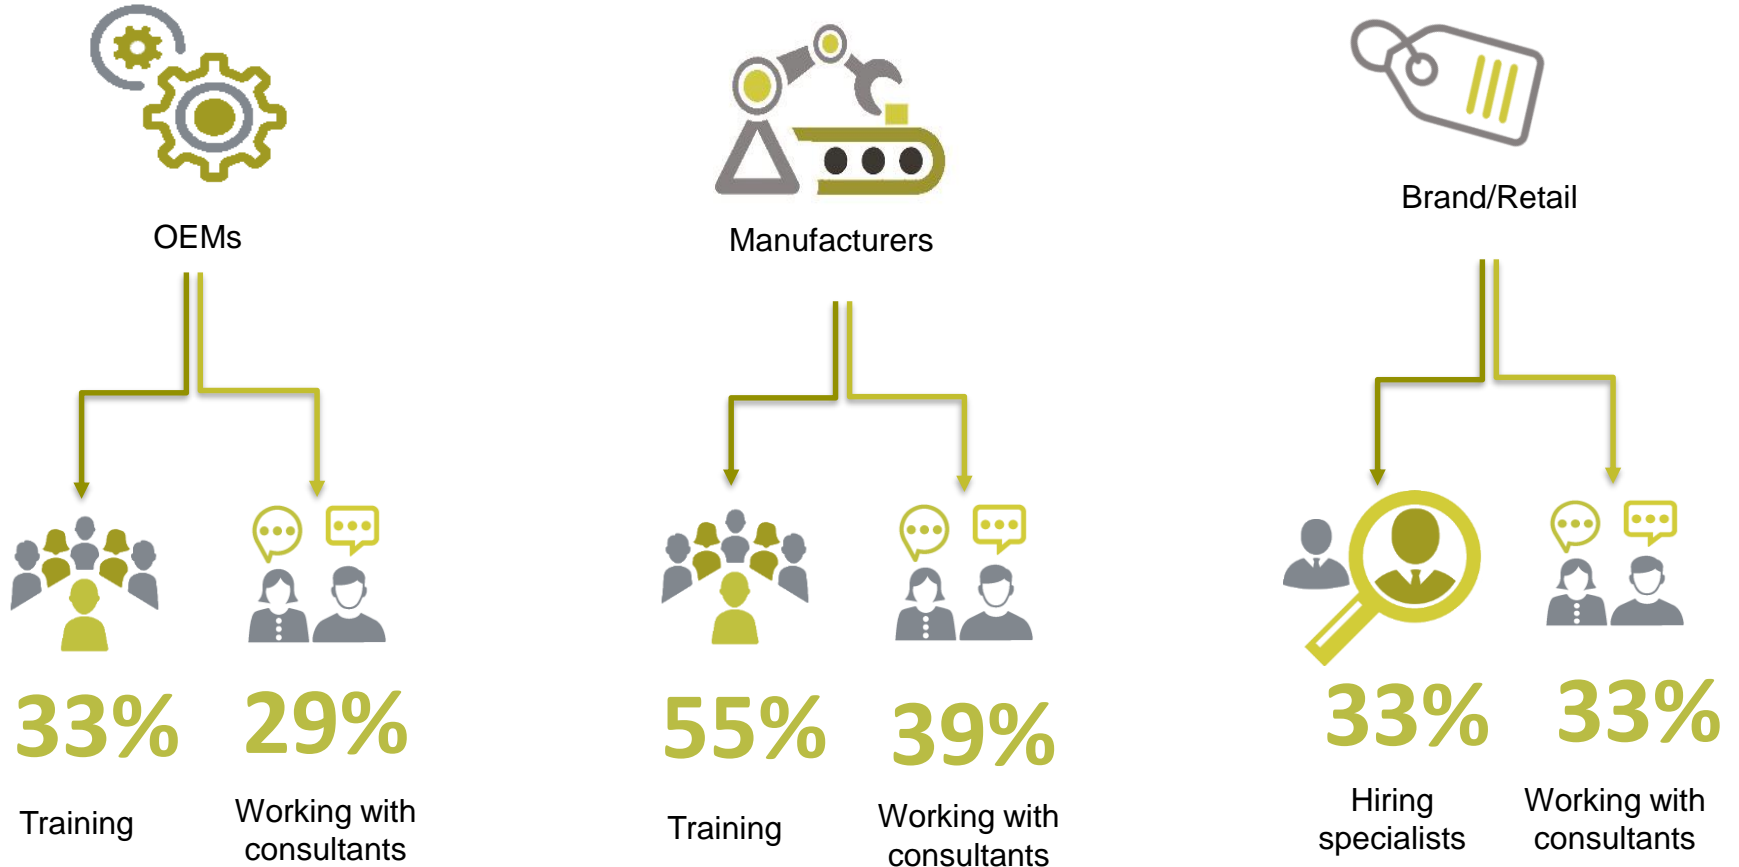 OEMs
33%
29%
Training
Working with
consultants
Manufacturers
55%
39%
Training
Working with
consultants
Brand/Retail
33%
33%
Hiring
specialists
Working with
consultants